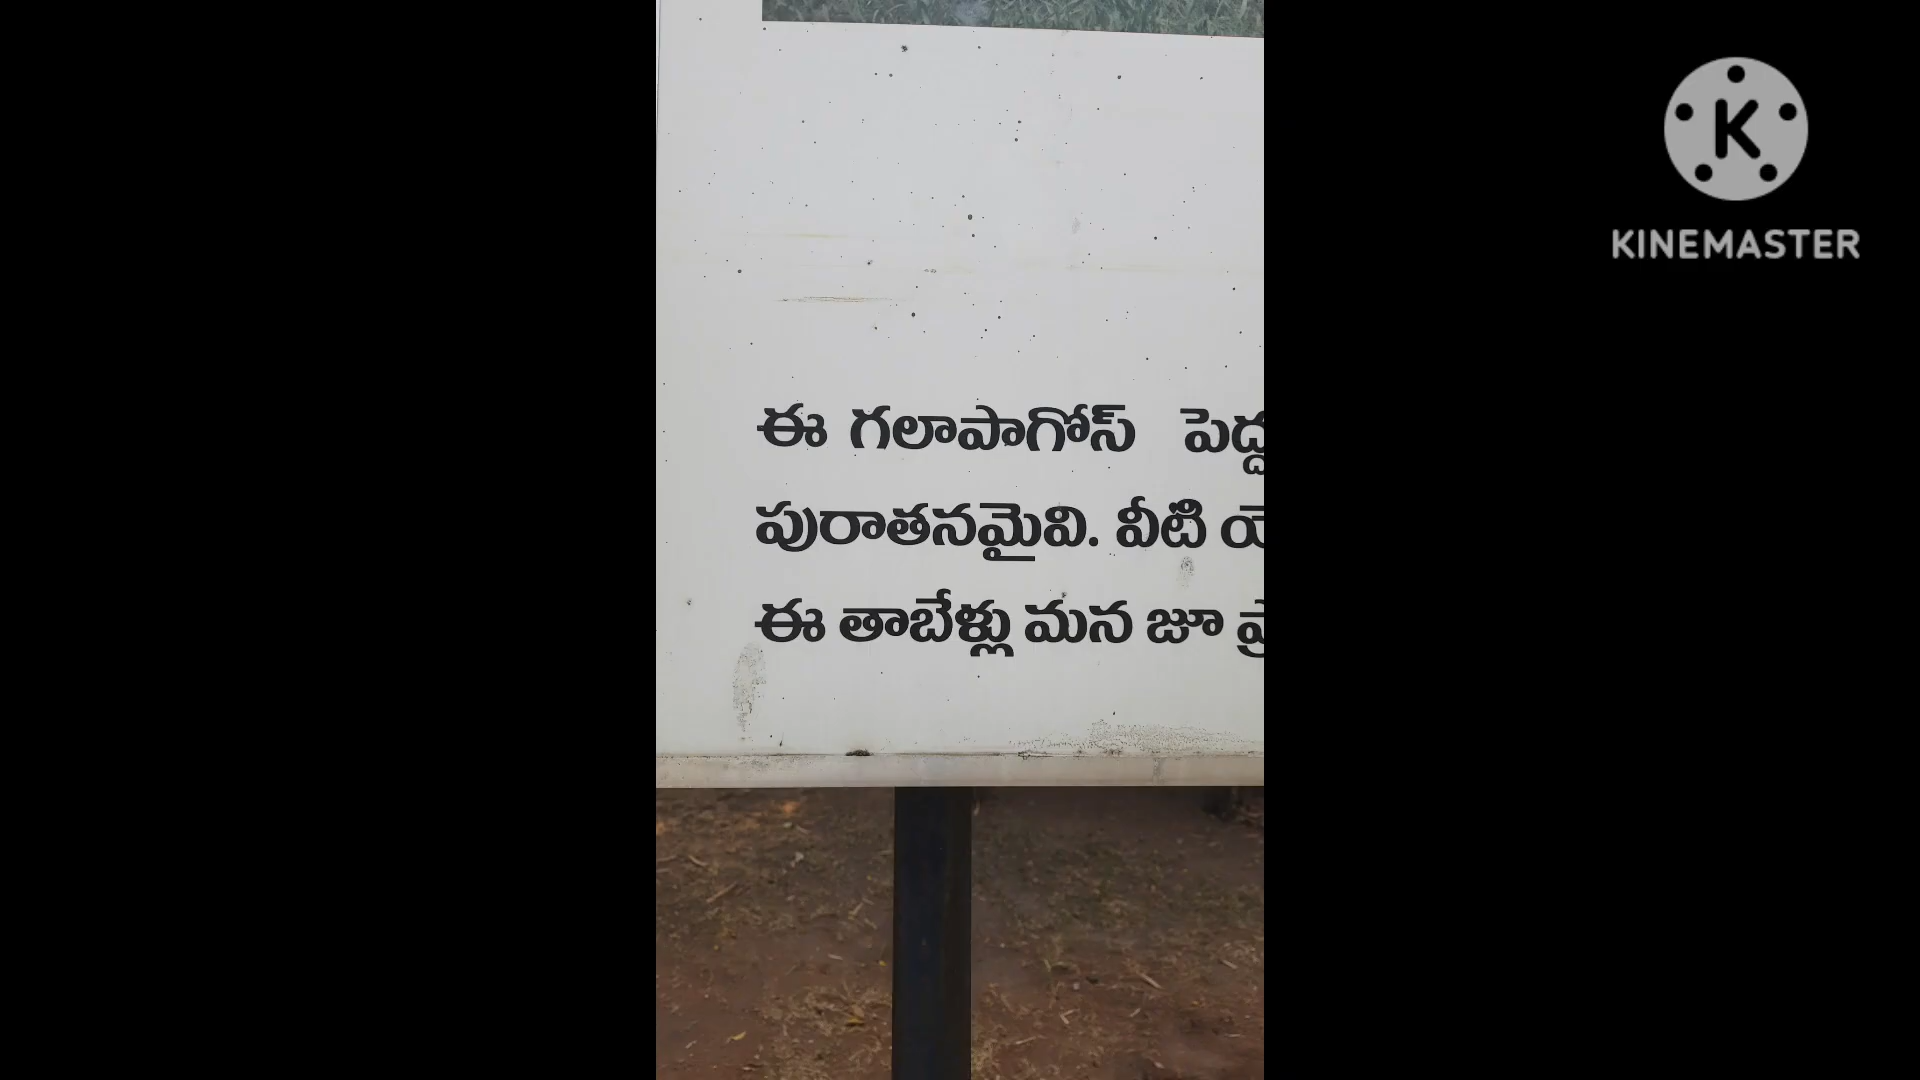 KINEMASTER
ఈ గలాపాగోస్
పురాతనమైవి. వీటి
ఈ తాబేళ్లు మన జూ